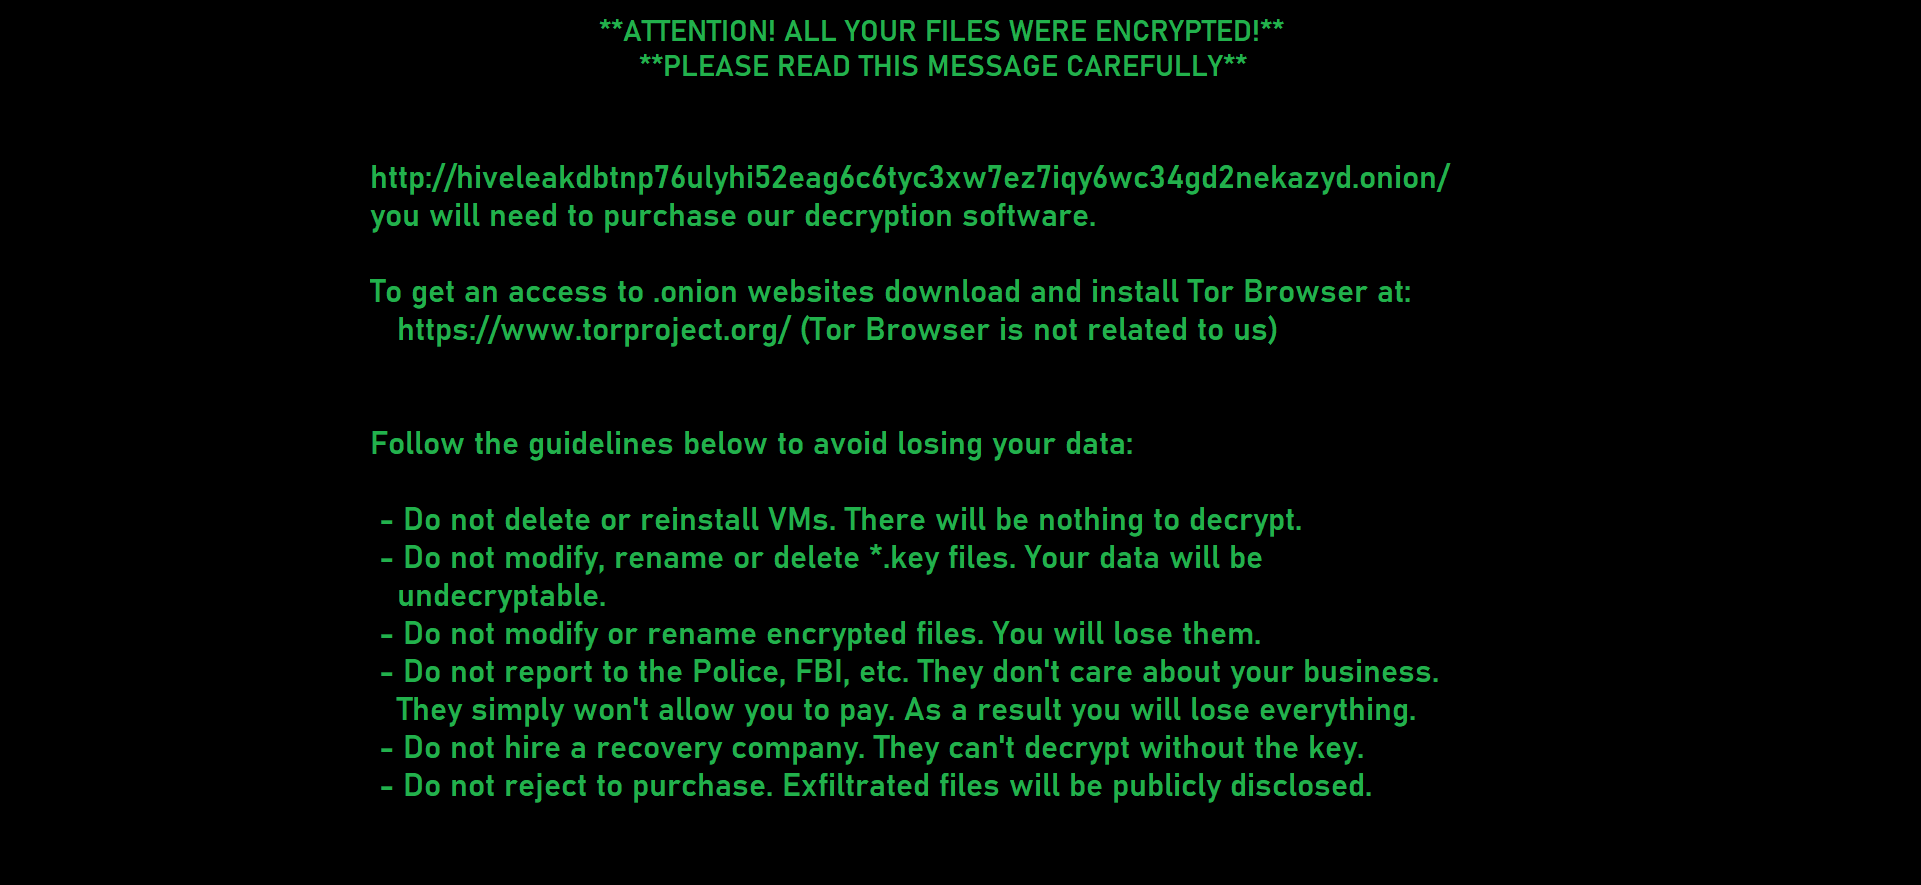 **ATTENTION! ALL YOUR FILES WERE ENCRYPTED!**
**PLEASE READ THIS MESSAGE CAREFULLY**
http://hiveleakdbtnp76ulyhi52eag6c6tyc3xw7ez7iqy6wc34gd2nekazyd.onion/
you will need to purchase our decryption software.
To get an access to .onion websites download and install Tor Browser at:
https://www.torproject.org/ (Tor Browser is not related to us)
Follow the guidelines below to avoid losing your data:
- Do not delete or reinstall VMs. There will be nothing to decrypt.
- Do not modify, rename or delete *.key files. Your data will be
undecryptable.
- Do not modify or rename encrypted files. You will lose them.
- Do not report to the Police, FBI, etc. They don't care about your business.
They simply won't allow you to pay. As a result you will lose everything.
- Do not hire a recovery company. They can't decrypt without the key.
- Do not reject to purchase. Exfiltrated files will be publicly disclosed.